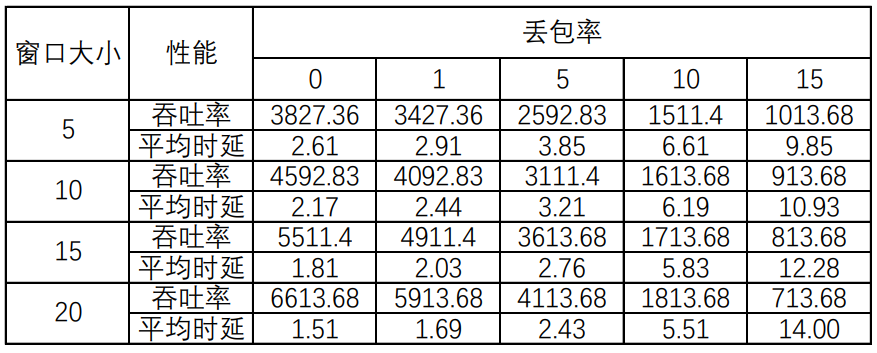 窗口大小 性能 丢包率
0 1 5 10 15
5 吞吐率 3827.36 3427.36 2592.83 1511.4 1013.68
平均时延 2.61 2.91 3.85 6.61 9.85
10 吞吐率 4592.83 4092.83 3111.4 1613.68 913.68
平均时延 2.17 2.44 3.21 6.19 10.93
15 吞吐率 5511.4 4911.4 3613.68 1713.68 813.68
平均时延 1.81 2.03 2.76 5.83 12.28
20 吞吐率 6613.68 5913.68 4113.68 1813.68 713.68
平均时延 1.51 1.69 2.43 5.51 14.00